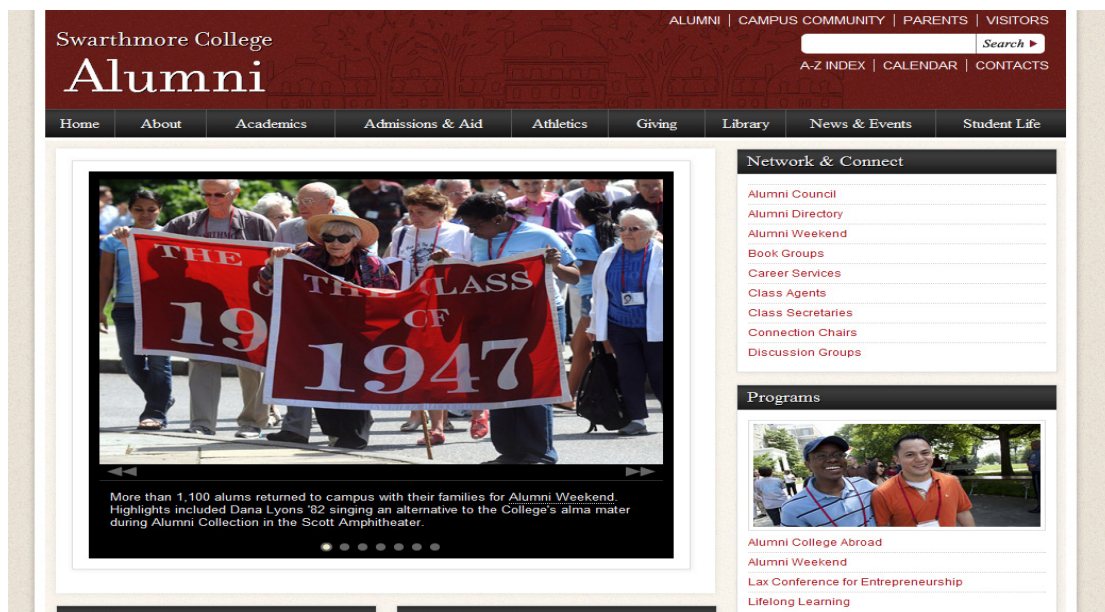 ALUMNI | CAMPUS COMMUNITY | PARENTS | VISITORS
Swarthmore College
Alumni
Search
A-Z INDEX | CALENDAR | CONTACTS
Home About Academics Admissions & Aid Athletics Giving Library News & Events Student Life
THE
19
THE CLASS
OF
1947
More than 1,100 alums returned to campus with their families for Alumni Weekend.
Highlights included Dana Lyons '82 singing an alternative to the College's alma mater
during Alumni Collection in the Scott Amphitheater.
Network & Connect
Alumni Council
Alumni Directory
Alumni Weekend
Book Groups
Career Services
Class Agents
Class Secretaries
Connection Chairs
Discussion Groups
Programs
Alumni College Abroad
Alumni Weekend
Lax Conference for Entrepreneurship
Lifelong Learning